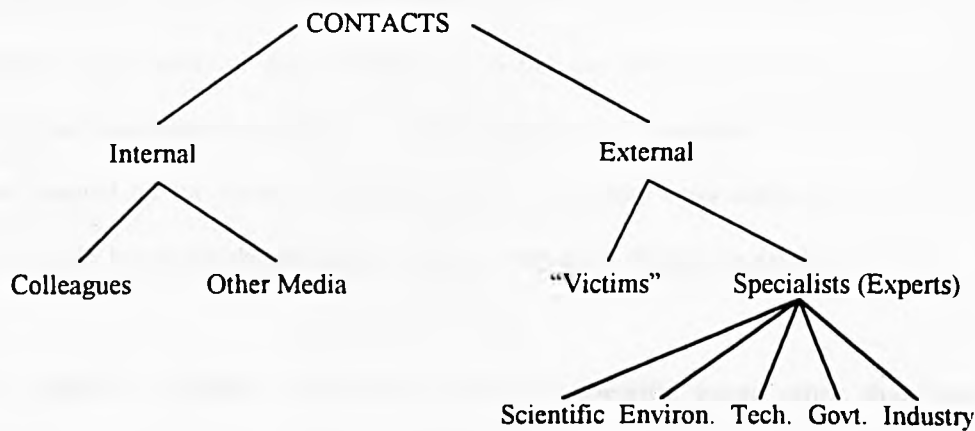 CONTACTS
Internal External
Colleagues Other Media “Victims” Specialists (Experts)
Scientific Environ. Tech. Govt. Industry